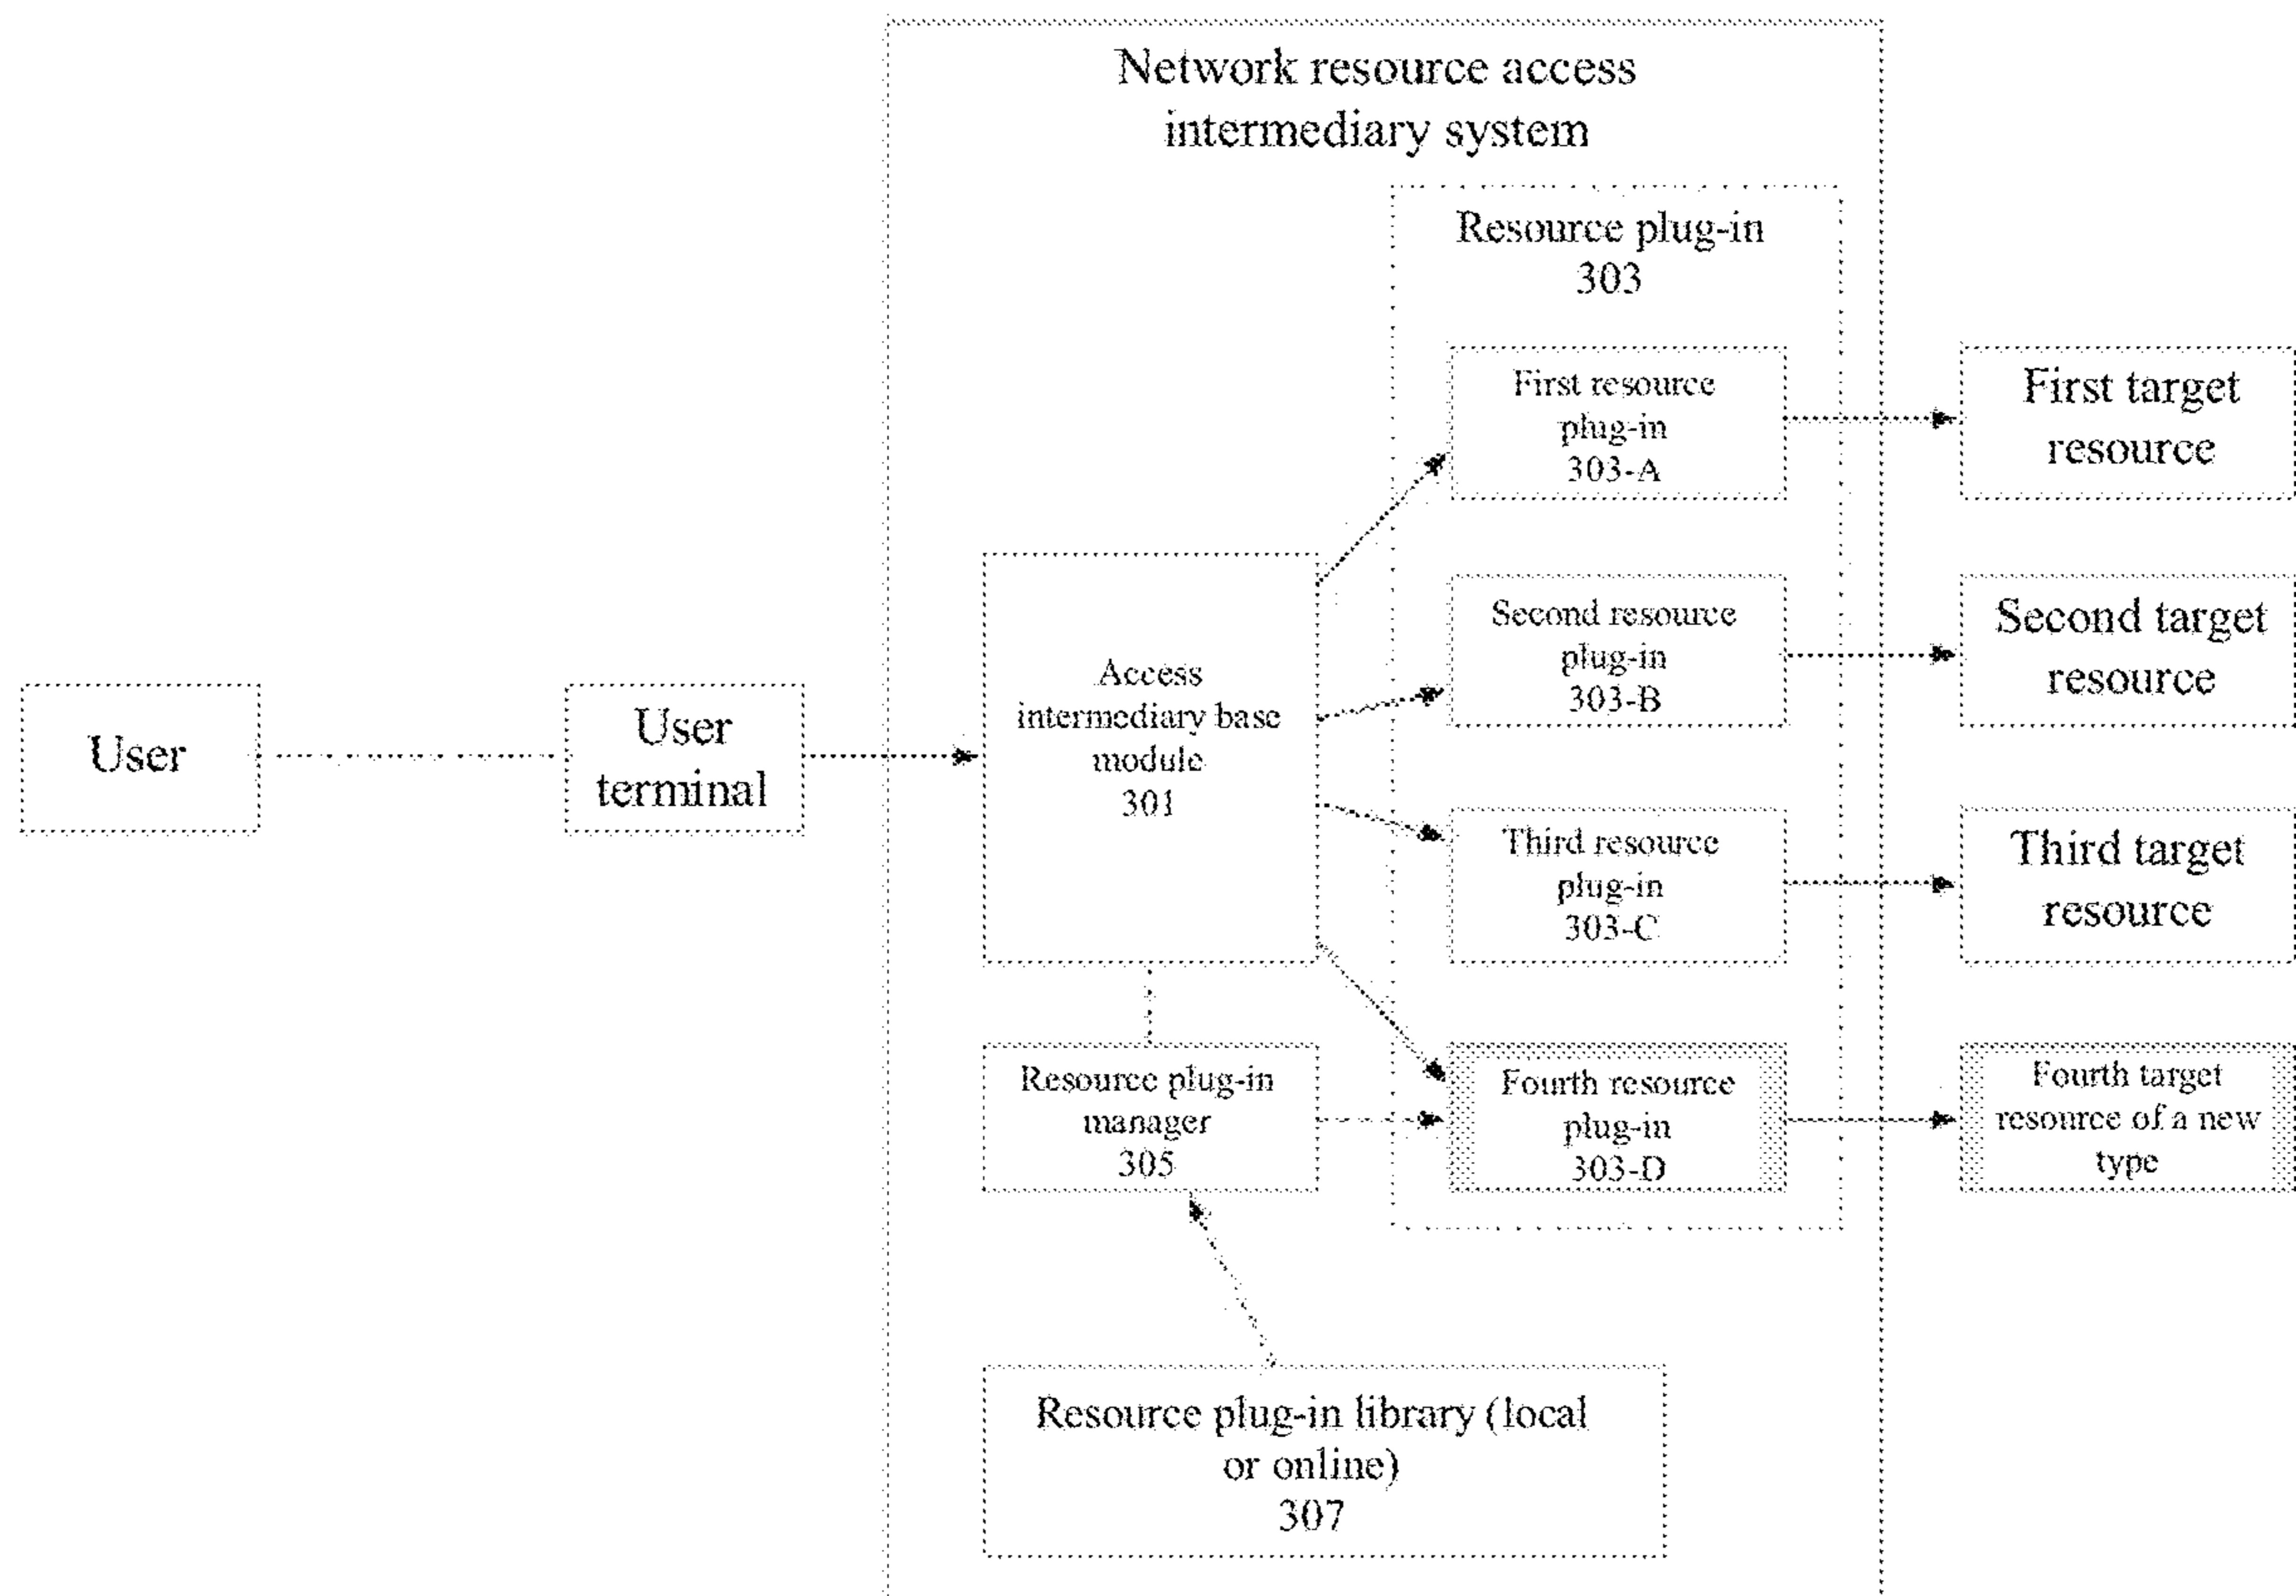 Network resource access
intermediary system
Resource plug-in
303
First resource
plug-in
303-A
First target
resource
Second resource
plug-in
303-B
Second target
resource
User
User
terminal
Access
intermediary base
module
301
Third resource
plug-in
303-C
Third target
resource
Resource plug-in
manager
305
Fourth resource
plug-in
303-D
Fourth target
resource of a new
type
Resource plug-in library (local
or online)
307